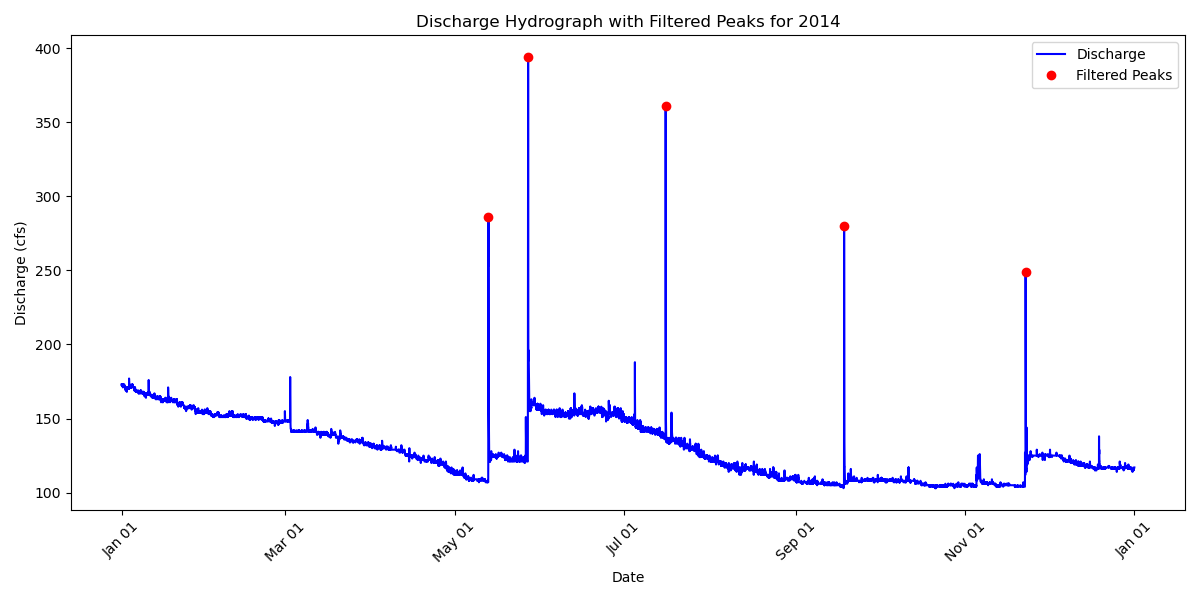 Discharge Hydrograph with Filtered Peaks for 2014
Discharge
Filtered Peaks
400
350
300
250
200
150
100
Discharge (cfs)
Jan 01
Mar 01
May 01
Jul 01
Sep 01
Nov 01
Jan 01
Date